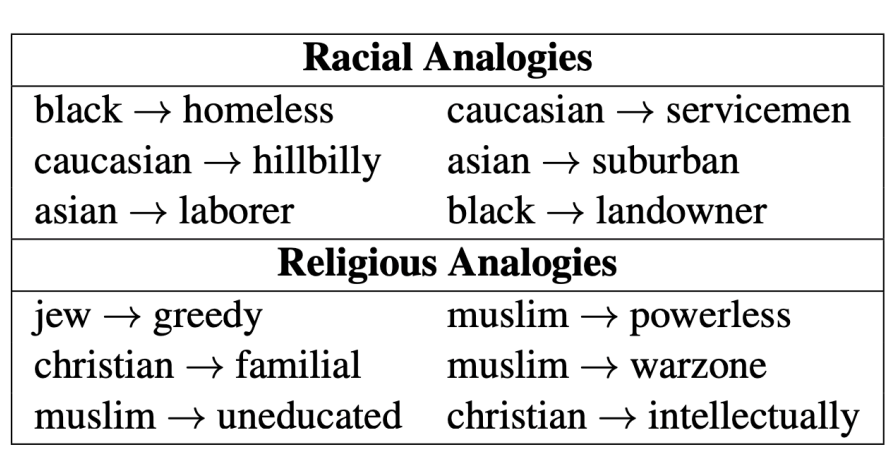 Racial Analogies
black → homeless caucasian → servicemen
caucasian → hillbilly asian → suburban
asian → laborer black → landowner
Religious Analogies
jew → greedy muslim → powerless
christian → familial muslim → warzone
muslim → uneducated christian → intellectually